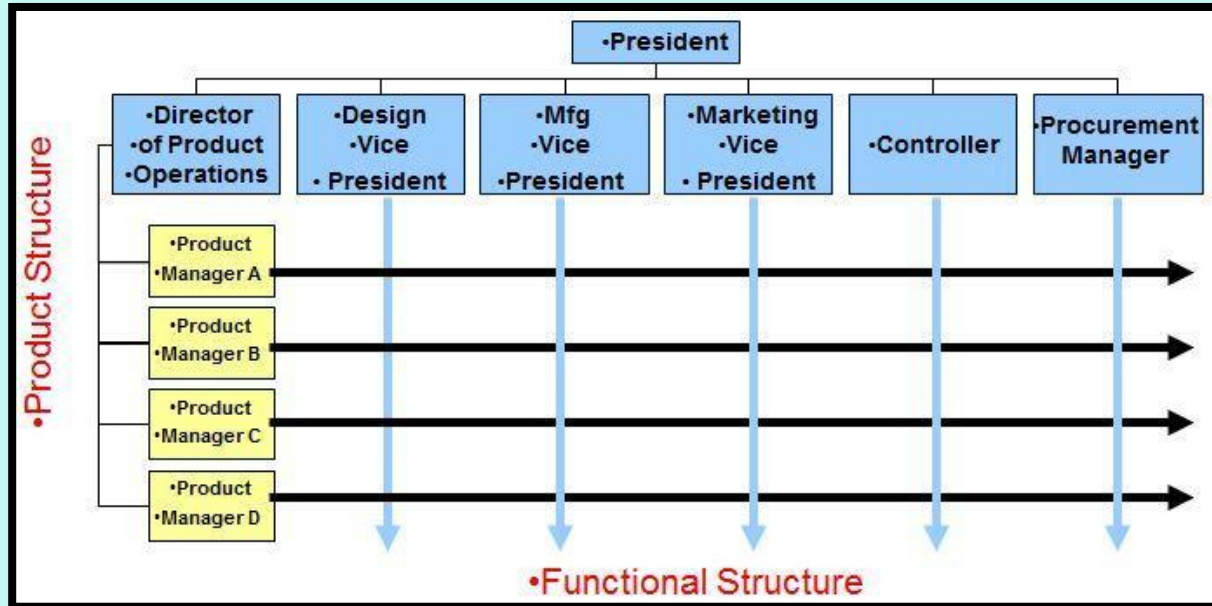 •President
•Director
•of Product
•Operations
•Design
•Vice
• President
•Mfg
•Vice
•President
•Marketing
•Vice
• President
•Controller
•Procurement
Manager
•Product Structure
•Product
•Manager A
•Product
•Manager B
•Product
•Manager C
•Product
•Manager D
•Functional Structure